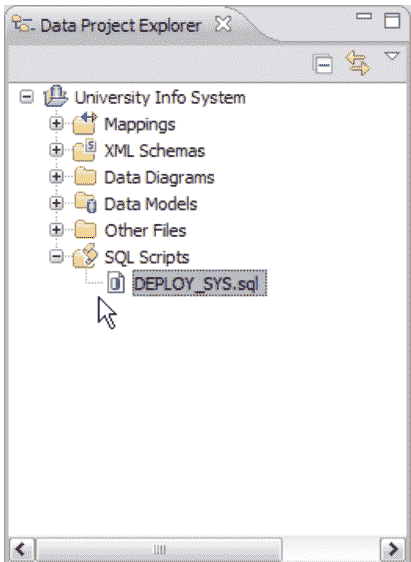 Data Project Explorer
University Info System
Mappings
XML Schemas
Data Diagrams
Data Models
Other Files
SQL Scripts
DEPLOY_SYS.sql